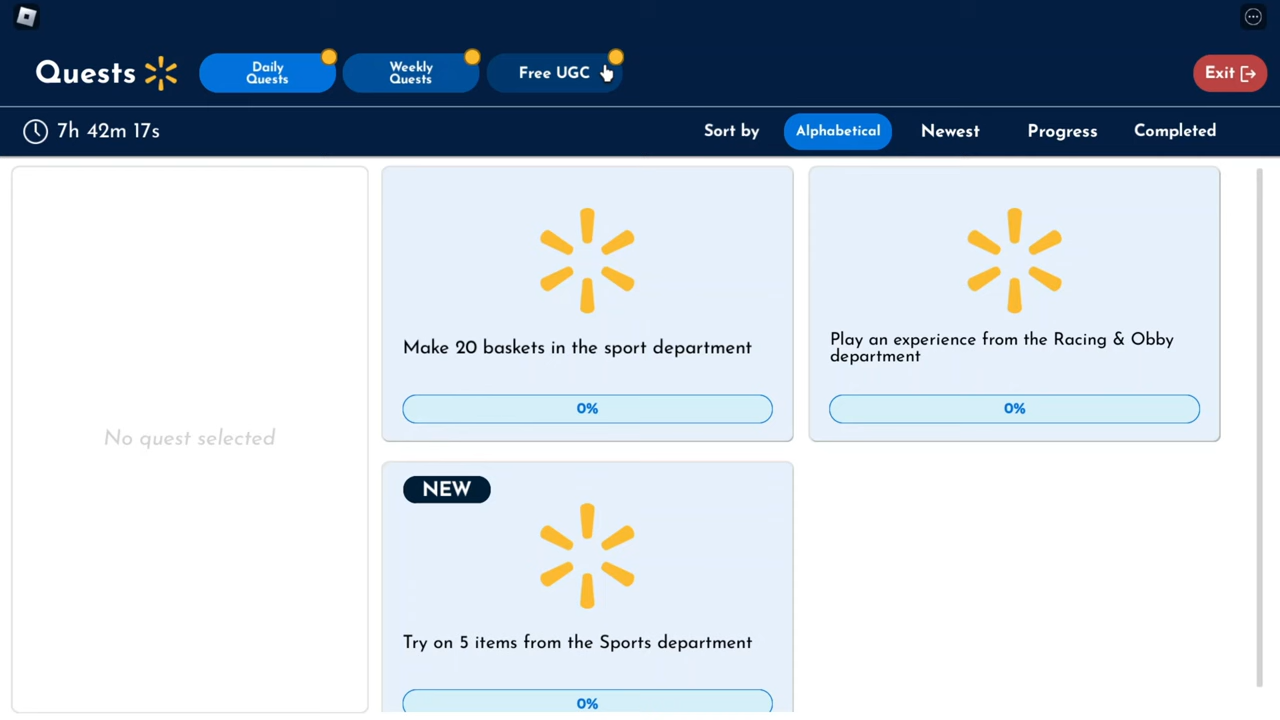 Quests
Daily
Quests
Weekly
Quests
Free UGC
Exit
7h 42m 17s
Sort by
Alphabetical
Newest
Progress
Completed
No quest selected
Make 20 baskets in the sport department
0%
Play an experience from the Racing & Obby
department
0%
NEW
Try on 5 items from the Sports department
0%